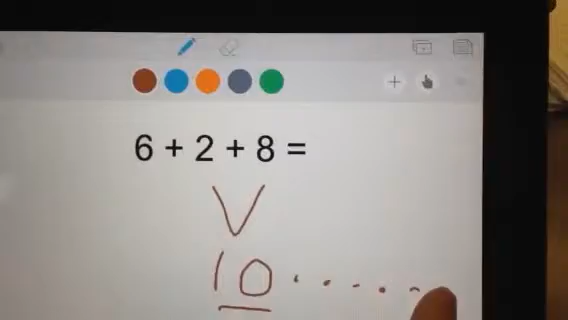 6 + 2 + 8 =
V
10 . . . . .